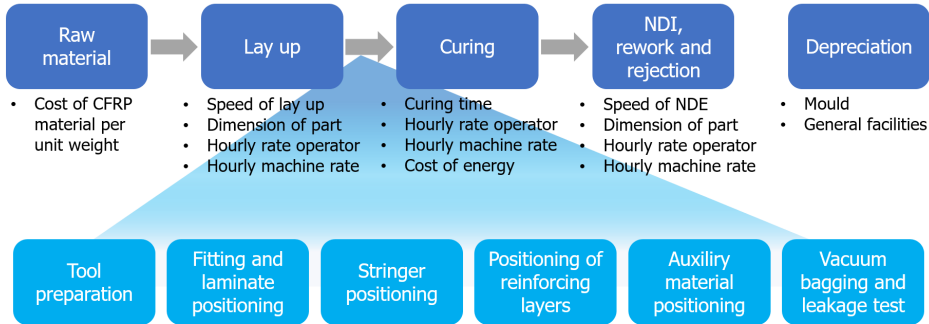 Raw
material
Lay up
Curing
NDI,
rework and
rejection
Depreciation
• Cost of CFRP
material per
unit weight
• Speed of lay up
• Dimension of part
• Hourly rate operator
• Hourly machine rate
• Curing time
• Hourly rate operator
• Hourly machine rate
• Cost of energy
• Speed of NDE
• Dimension of part
• Hourly rate operator
• Hourly machine rate
• Mould
• General facilities
Tool
preparation
Fitting and
laminate
positioning
Stringer
positioning
Positioning of
reinforcing
layers
Auxiliry
material
positioning
Vacuum
bagging and
leakage test